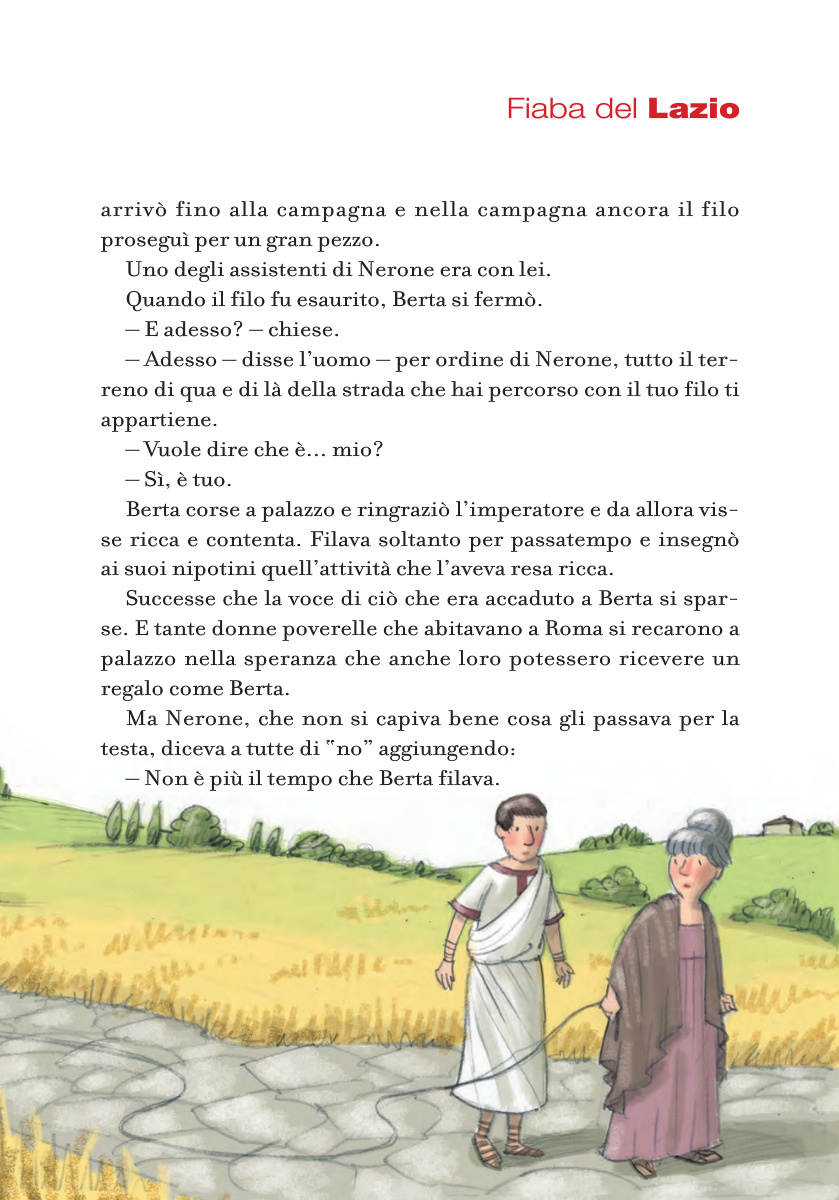 Fiaba del Lazio
arrivò fino alla campagna e nella campagna ancora il filo
proseguì per un gran pezzo.
Uno degli assistenti di Nerone era con lei.
Quando il filo fu esaurito, Berta si fermò.
– E adesso? – chiese.
– Adesso – disse l’uomo – per ordine di Nerone, tutto il ter-
reno di qua e di là della strada che hai percorso con il tuo filo ti
appartiene.
– Vuole dire che è... mio?
– Sì, è tuo.
Berta corse a palazzo e ringraziò l’imperatore e da allora vis-
se ricca e contenta. Filava soltanto per passatempo e insegnò
ai suoi nipotini quell’attività che l’aveva resa ricca.
Successe che la voce di ciò che era accaduto a Berta si spar-
se. E tante donne poverelle che abitavano a Roma si recarono a
palazzo nella speranza che anche loro potessero ricevere un
regalo come Berta.
Ma Nerone, che non si capiva bene cosa gli passava per la
testa, diceva a tutte di “no” aggiungendo:
– Non è più il tempo che Berta filava.